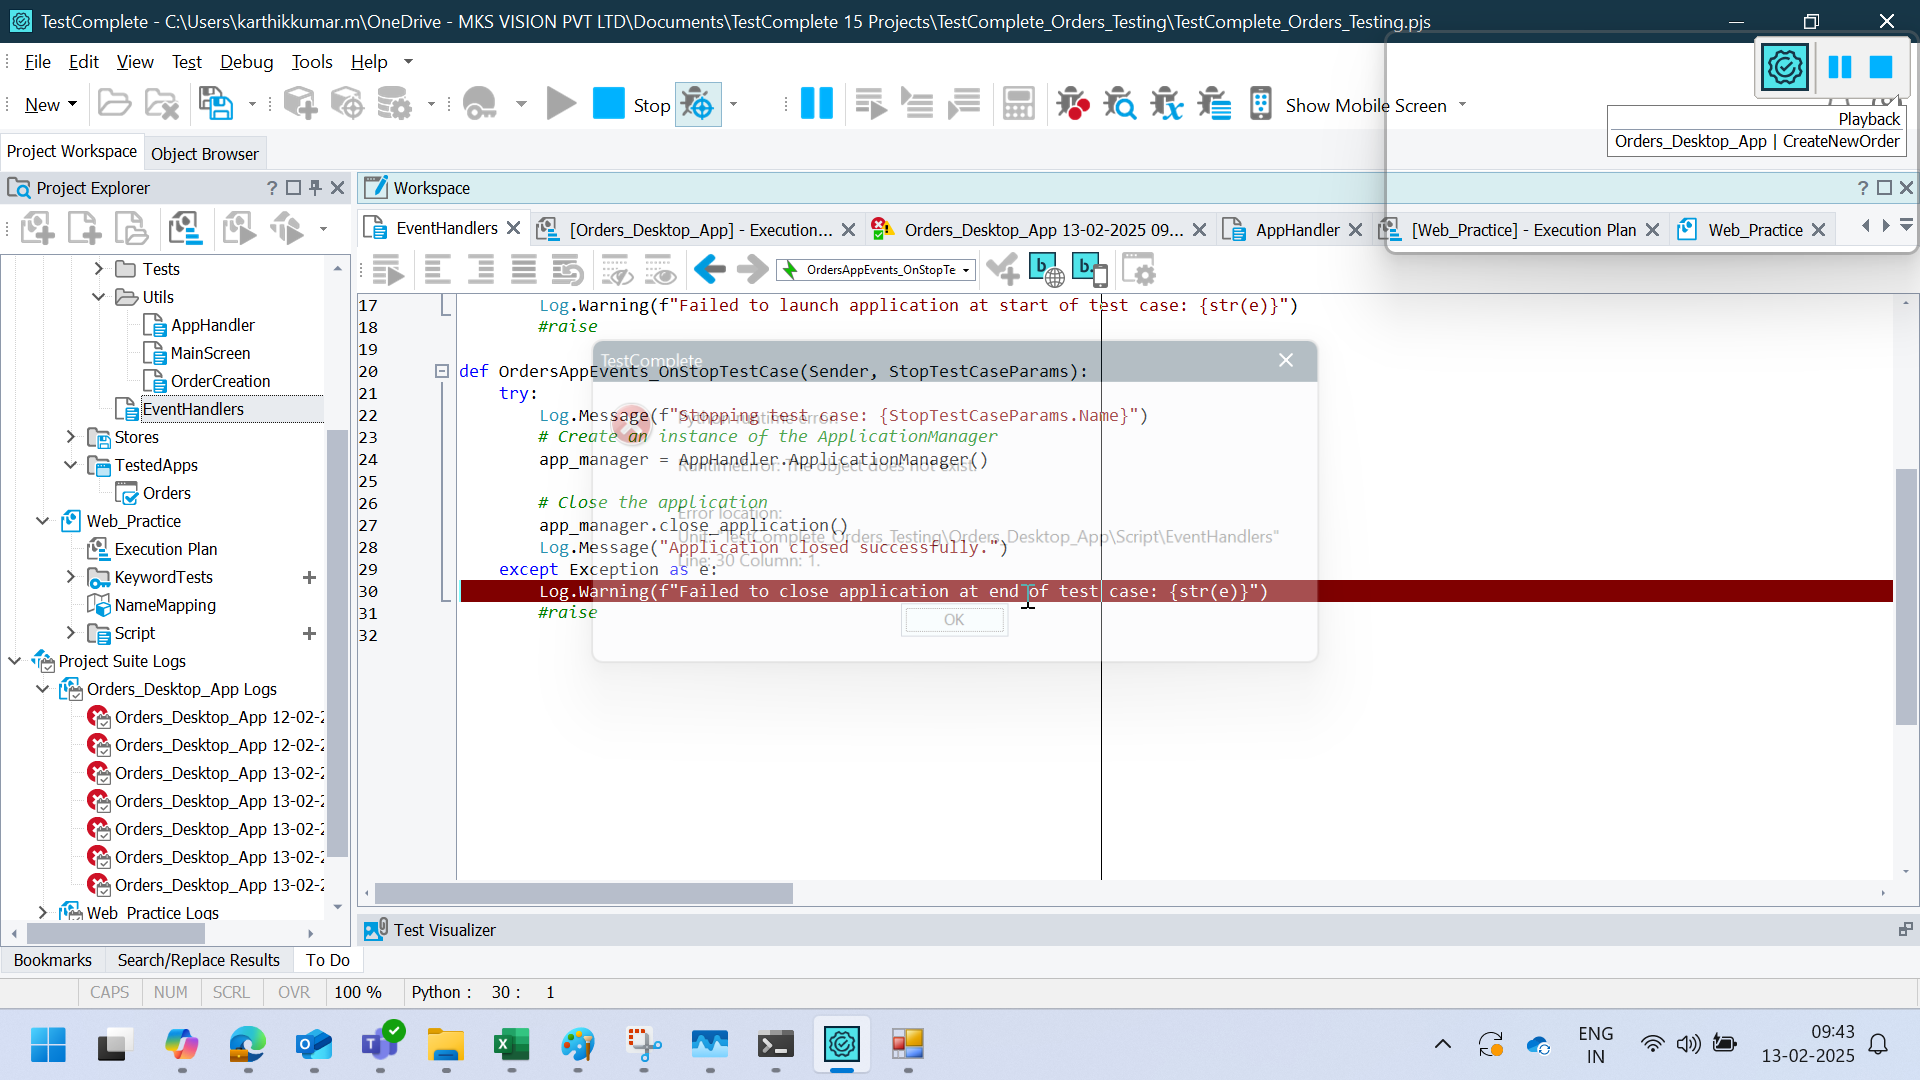 TestComplete - C:\Users\karthikkumar.m\OneDrive - MKS VISION PVT LTD\Documents\TestComplete 15 Projects\TestComplete_Orders_Testing\TestComplete_Orders_Testing.pjs
File Edit View Test Debug Tools Help
New Stop Show Mobile Screen
Playback
Orders_Desktop_App | CreateNewOrder
Project Workspace Object Browser
Project Explorer
Workspace
EventHandlers [Orders_Desktop_App] - Execution... Orders_Desktop_App 13-02-2025 09... AppHandler [Web_Practice] - Execution Plan Web_Practice
OrdersAppEvents_OnStopTe
Tests
Utils
AppHandler
MainScreen
OrderCreation
EventHandlers
Stores
TestedApps
Orders
Web_Practice
Execution Plan
KeywordTests
NameMapping
Script
Project Suite Logs
Orders_Desktop_App Logs
Orders_Desktop_App 12-02-2
Orders_Desktop_App 12-02-2
Orders_Desktop_App 13-02-2
Orders_Desktop_App 13-02-2
Orders_Desktop_App 13-02-2
Orders_Desktop_App 13-02-2
Orders_Desktop_App 13-02-2
Web_Practice Logs
17 Log.Warning(f"Failed to launch application at start of test case: {str(e)}")
18 #raise
19
20 def OrdersAppEvents_OnStopTestCase(Sender, StopTestCaseParams):
21 try:
22 Log.Message(f"Stopping test case: {StopTestCaseParams.Name}")
23 # Create an instance of the ApplicationManager
24 app_manager = AppHandler.ApplicationManager()
25
26 # Close the application
27 app_manager.close_application()
28 Log.Message("Application closed successfully.")
29 except Exception as e:
30 Log.Warning(f"Failed to close application at end of test case: {str(e)}")
31 #raise
32
TestComplete
Python runtime error.
RuntimeError: The object does not exist.
Error location:
Unit: "TestComplete_Orders_Testing\Orders_Desktop_App\Script\EventHandlers"
Line: 30 Column: 1.
OK
Test Visualizer
Bookmarks Search/Replace Results To Do
CAPS NUM SCRL OVR 100 % Python : 30 : 1
ENG
IN
09:43
13-02-2025